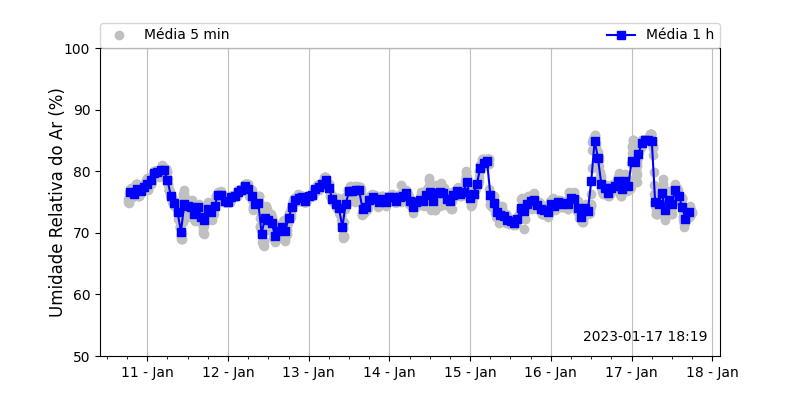 Média 5 min
Média 1 h
Umidade Relativa do Ar (%)
100
90
80
70
60
50
2023-01-17 18:19
11 - Jan
12 - Jan
13 - Jan
14 - Jan
15 - Jan
16 - Jan
17 - Jan
18 - Jan